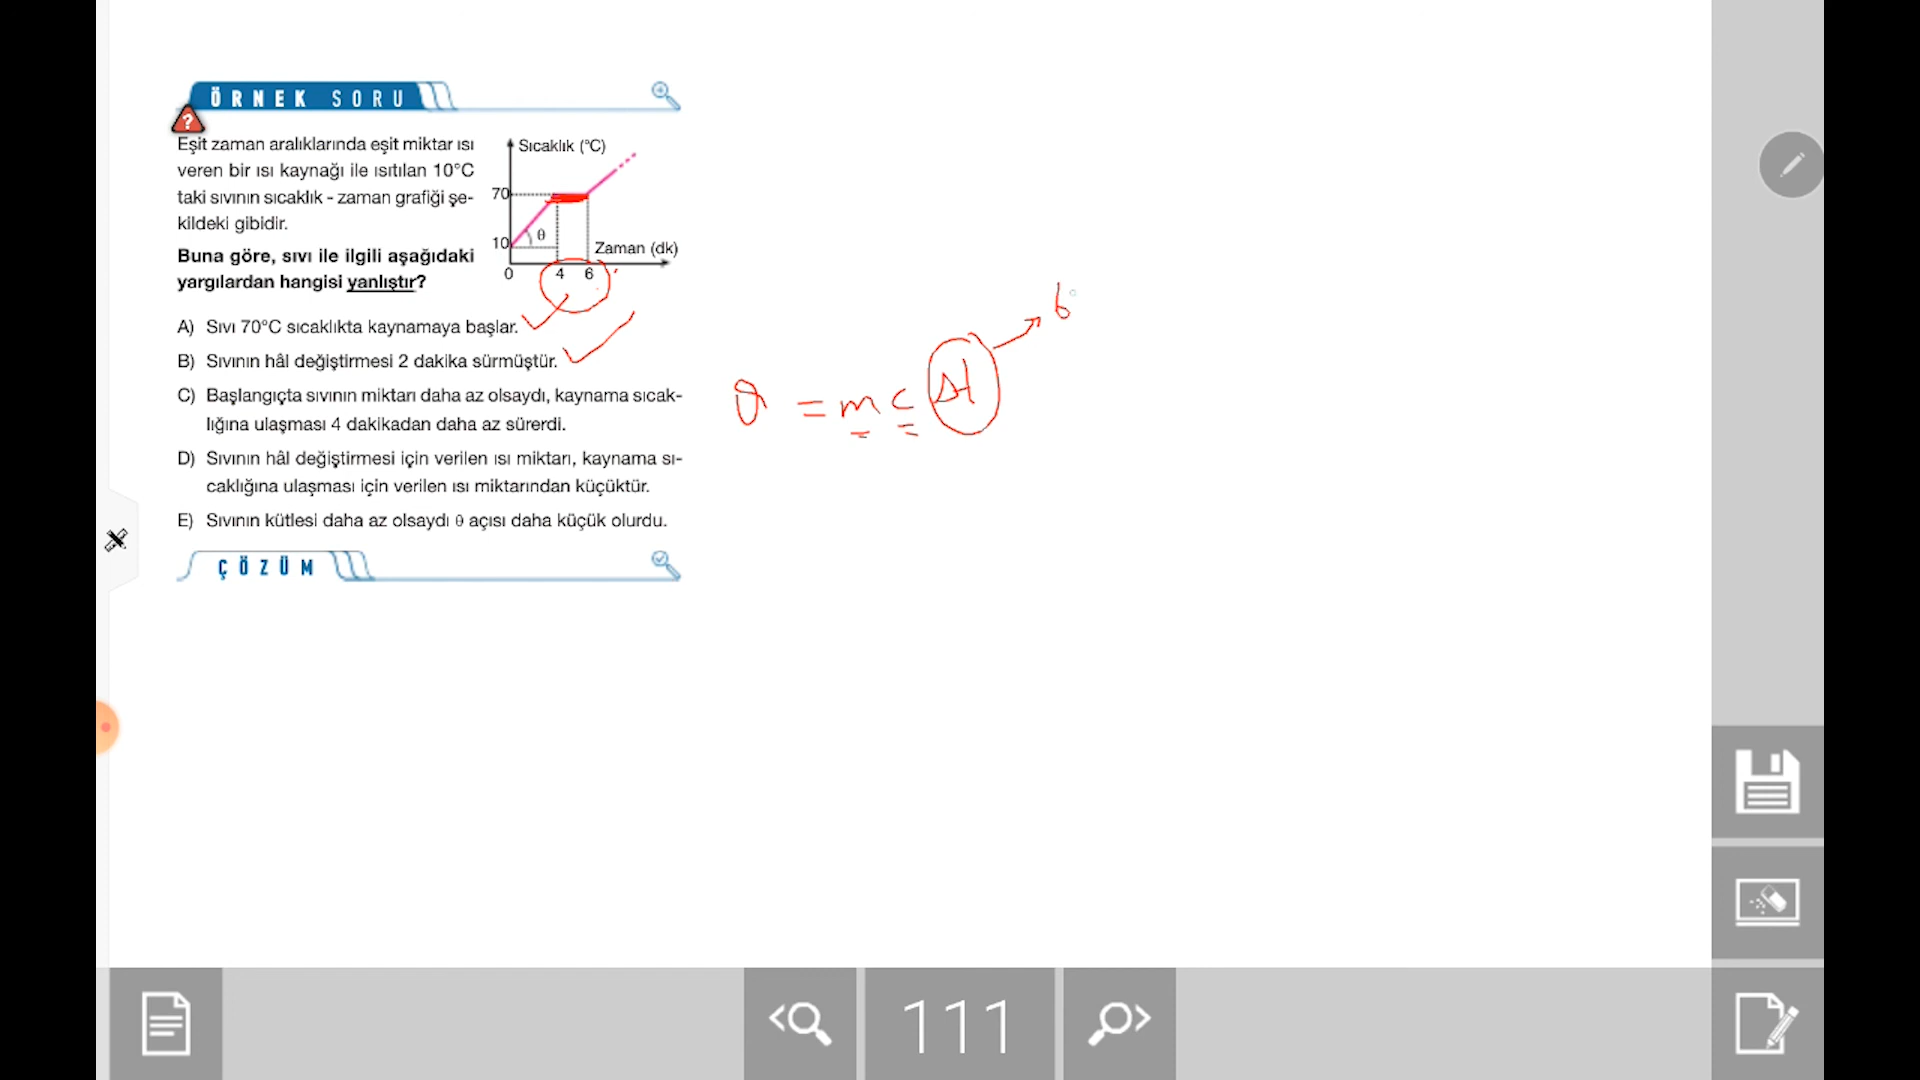 ÖRNEK SORU
?
Eşit zaman aralıklarında eşit miktar ısı
veren bir ısı kaynağı ile ısıtılan 10°C
taki sıvının sıcaklık - zaman grafiği şe-
kildeki gibidir.
Buna göre, sıvı ile ilgili aşağıdaki
yargılardan hangisi yanlıştır?
Sıcaklık (°C)
70
10
θ
Zaman (dk)
0 4 6
A) Sıvı 70°C sıcaklıkta kaynamaya başlar.
B) Sıvının hâl değiştirmesi 2 dakika sürmüştür.
C) Başlangıçta sıvının miktarı daha az olsaydı, kaynama sıcak-
lığına ulaşması 4 dakikadan daha az sürerdi.
D) Sıvının hâl değiştirmesi için verilen ısı miktarı, kaynama sı-
caklığına ulaşması için verilen ısı miktarından küçüktür.
E) Sıvının kütlesi daha az olsaydı θ açısı daha küçük olurdu.
ÇÖZÜM
= m c Δt
6
111